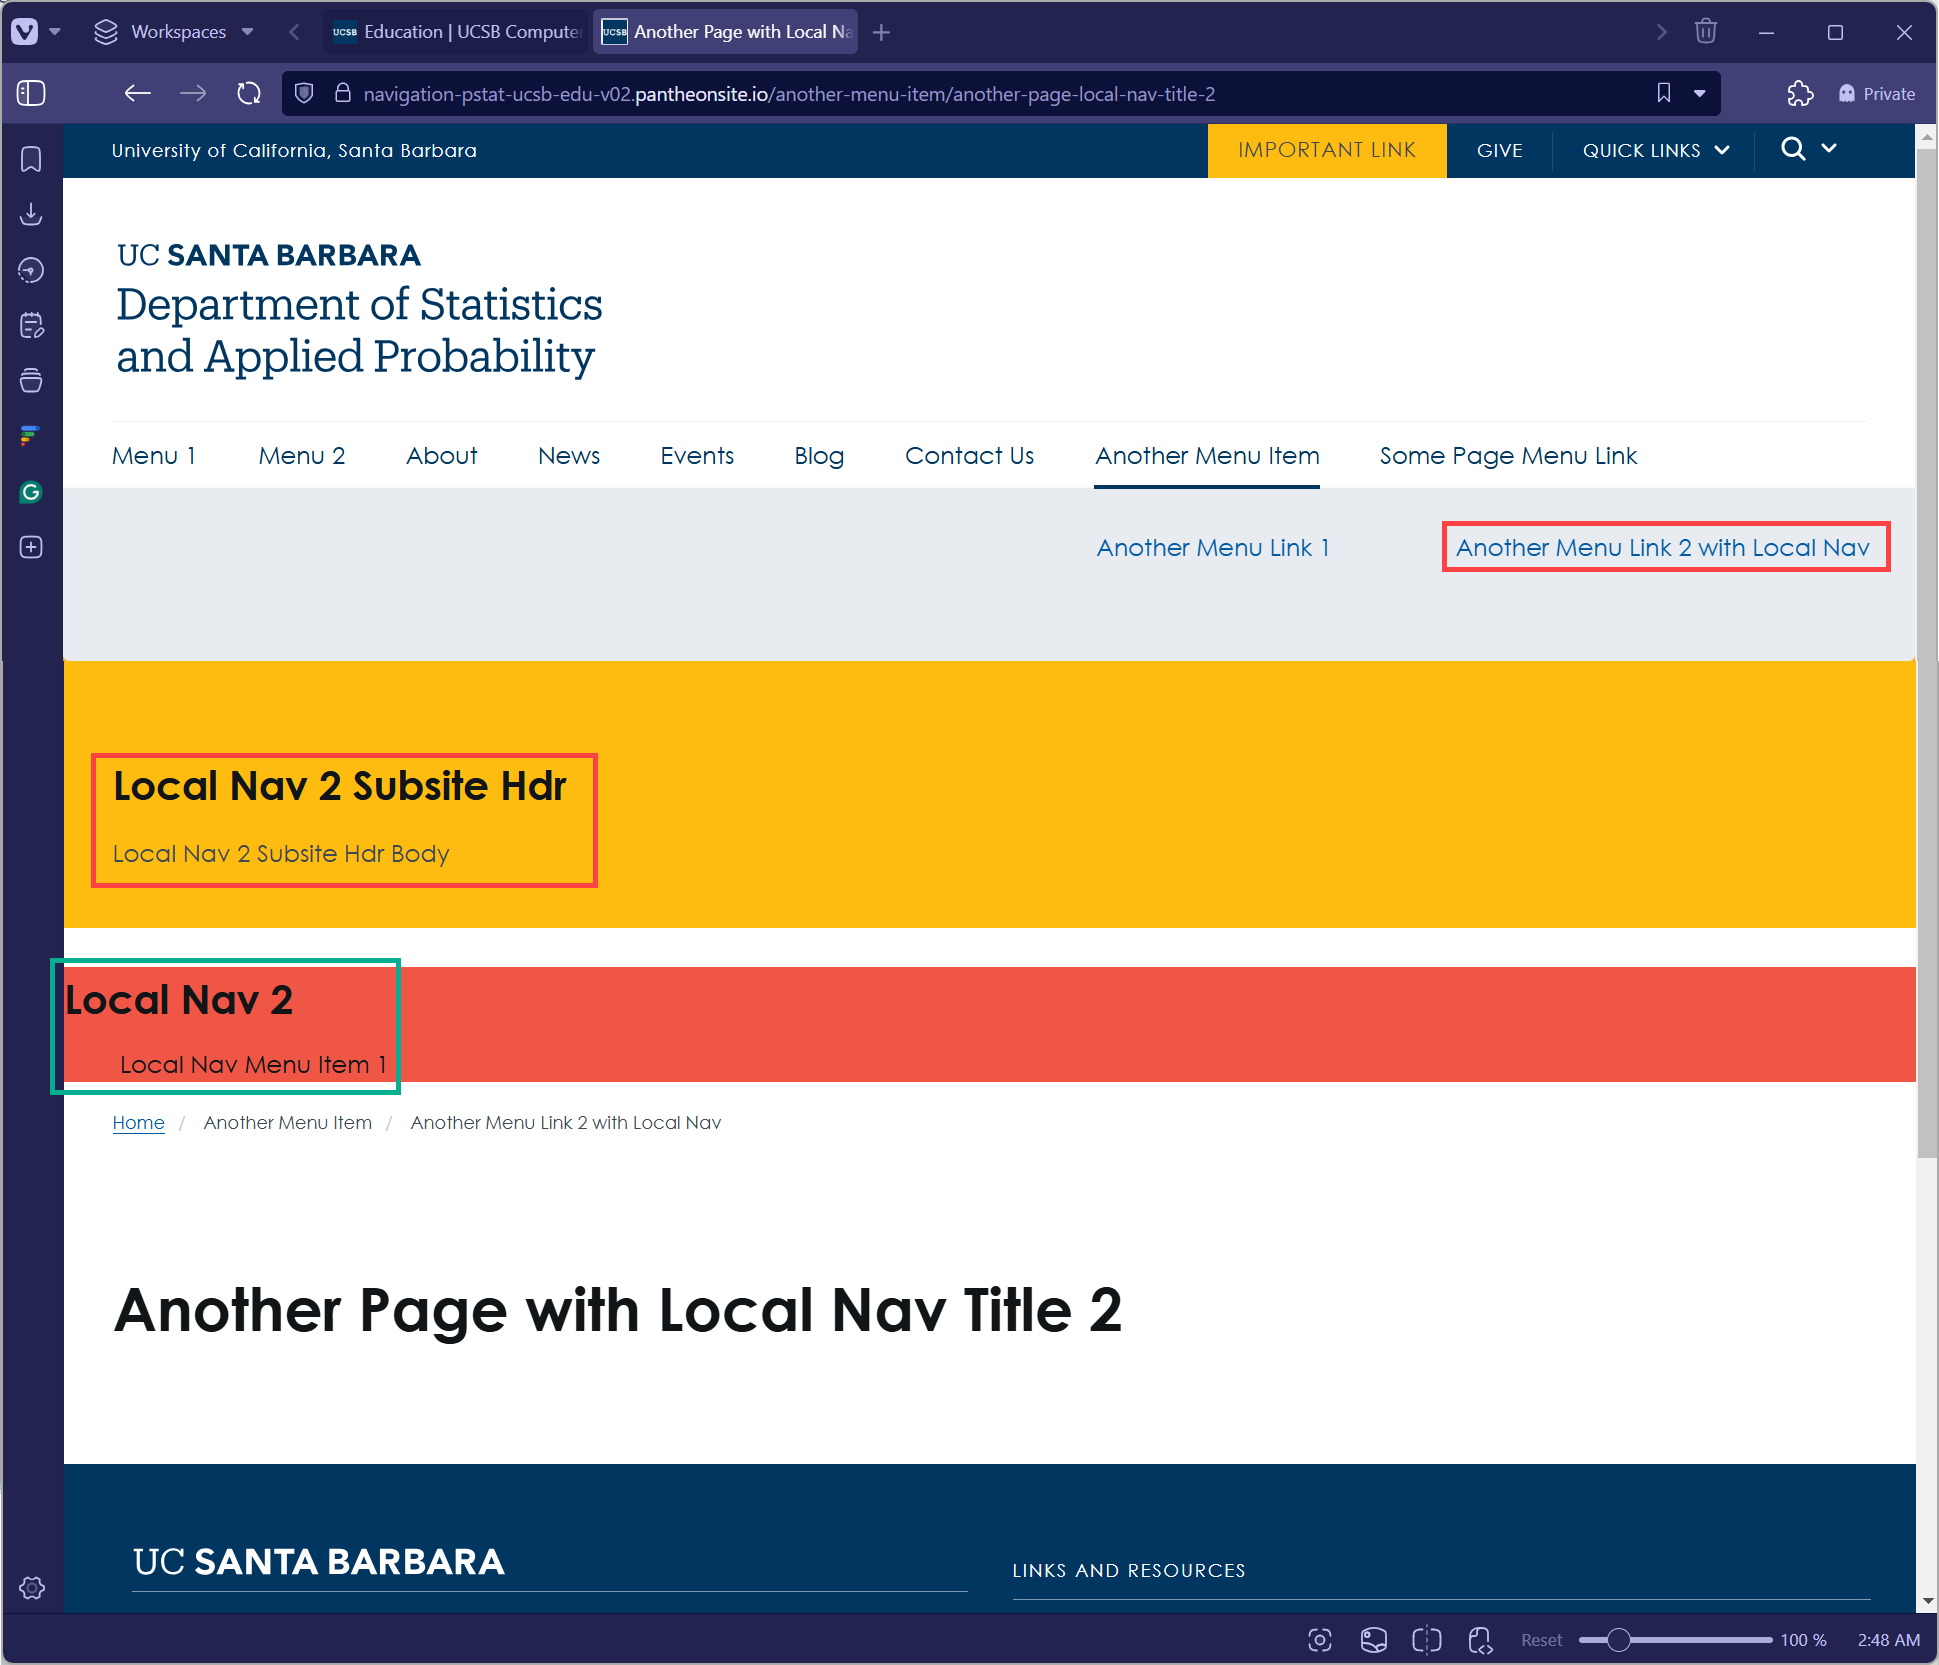 Workspaces
UCSB Education | UCSB Compute
UCSB Another Page with Local Na
navigation-pstat-ucsb-edu-v02.pantheonsite.io/another-menu-item/another-page-local-nav-title-2
Private
University of California, Santa Barbara
IMPORTANT LINK
GIVE
QUICK LINKS
UC SANTA BARBARA
Department of Statistics
and Applied Probability
Menu 1
Menu 2
About
News
Events
Blog
Contact Us
Another Menu Item
Some Page Menu Link
Another Menu Link 1
Another Menu Link 2 with Local Nav
Local Nav 2 Subsite Hdr
Local Nav 2 Subsite Hdr Body
Local Nav 2
Local Nav Menu Item 1
Home / Another Menu Item / Another Menu Link 2 with Local Nav
Another Page with Local Nav Title 2
UC SANTA BARBARA
LINKS AND RESOURCES
Reset
100 %
2:48 AM